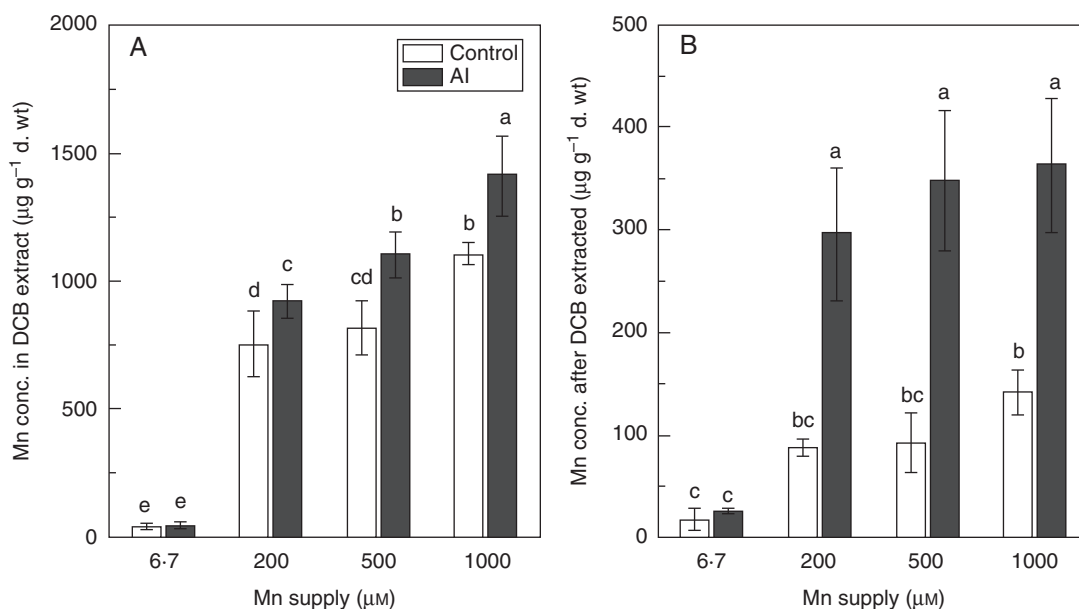 Mn conc. in DCB extract (µg g⁻¹ d. wt)
2000
1500
1000
500
0
A
Control
Al
e
e
d
c
cd
b
b
a
6·7
200
500
1000
Mn supply (µM)
Mn conc. after DCB extracted (µg g⁻¹ d. wt)
500
400
300
200
100
0
B
c
c
bc
a
bc
a
b
a
6·7
200
500
1000
Mn supply (µM)